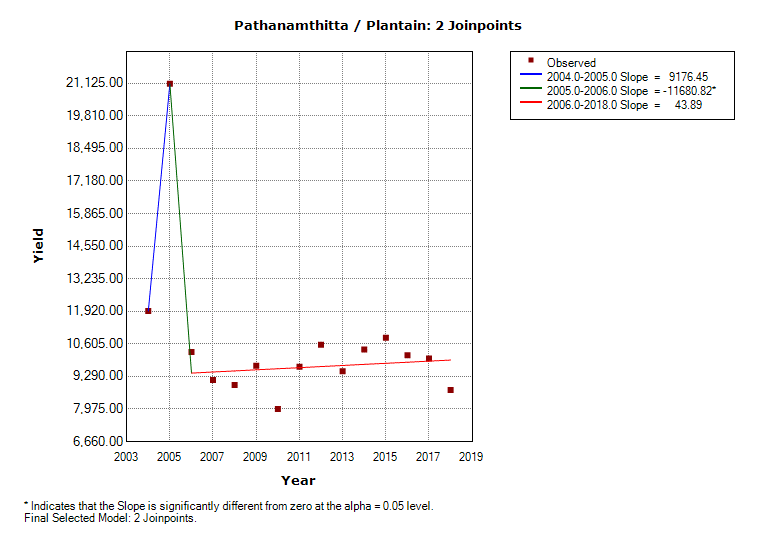 Pathanamthitta / Plantain: 2 Joinpoints
Observed
2004.0-2005.0 Slope = 9176.45
2005.0-2006.0 Slope = -11680.82*
2006.0-2018.0 Slope = 43.89
21,125.00
19,810.00
18,495.00
17,180.00
15,865.00
14,550.00
13,235.00
11,920.00
10,605.00
9,290.00
7,975.00
6,660.00
Yield
2003 2005 2007 2009 2011 2013 2015 2017 2019
Year
* Indicates that the Slope is significantly different from zero at the alpha = 0.05 level.
Final Selected Model: 2 Joinpoints.